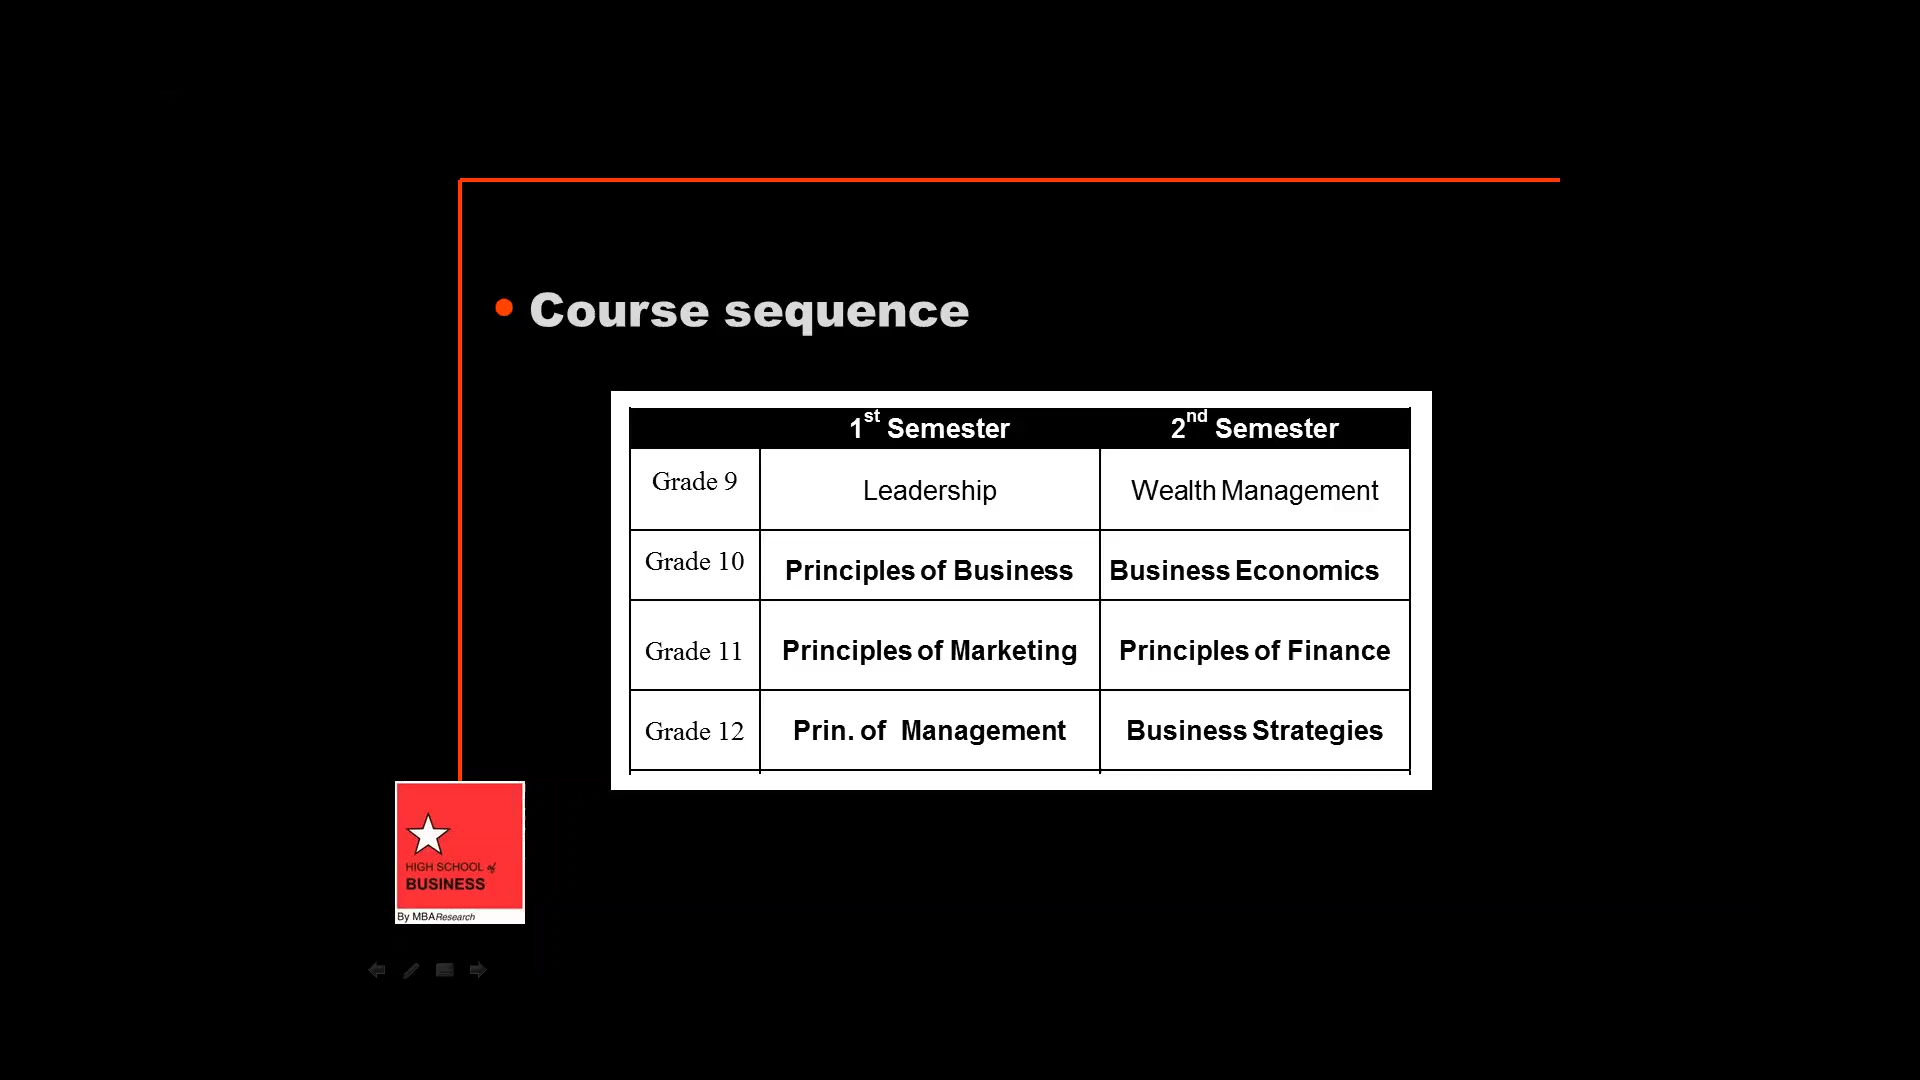 • Course sequence
1st Semester 2nd Semester
Grade 9 Leadership Wealth Management
Grade 10 Principles of Business Business Economics
Grade 11 Principles of Marketing Principles of Finance
Grade 12 Prin. of Management Business Strategies
HIGH SCHOOL of
BUSINESS
By MBAResearch